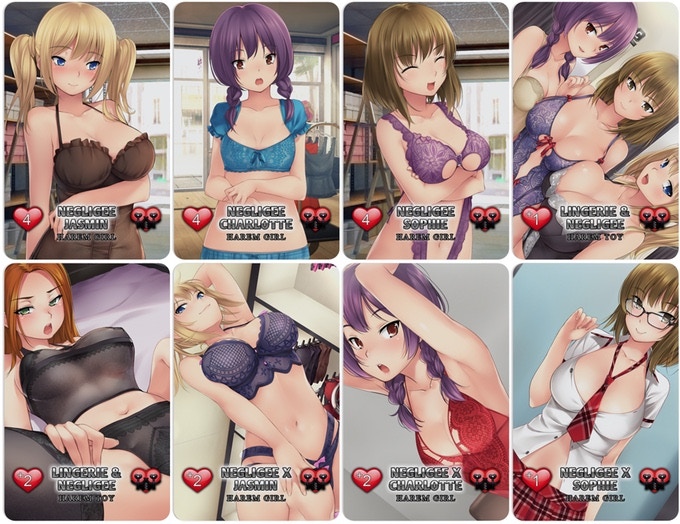 4
NEGLIGEE
JASMIN
HAREM GIRL
4
NEGLIGEE
CHARLOTTE
HAREM GIRL
4
NEGLIGEE
SOPHIE
HAREM GIRL
1
LINGERIE &
NEGLIGEE
HAREM TOY
+2
LINGERIE &
NEGLIGEE
HAREM TOY
+2
NEGLIGEE X
JASMIN
HAREM GIRL
+2
NEGLIGEE X
CHARLOTTE
HAREM GIRL
1
NEGLIGEE X
SOPHIE
HAREM GIRL